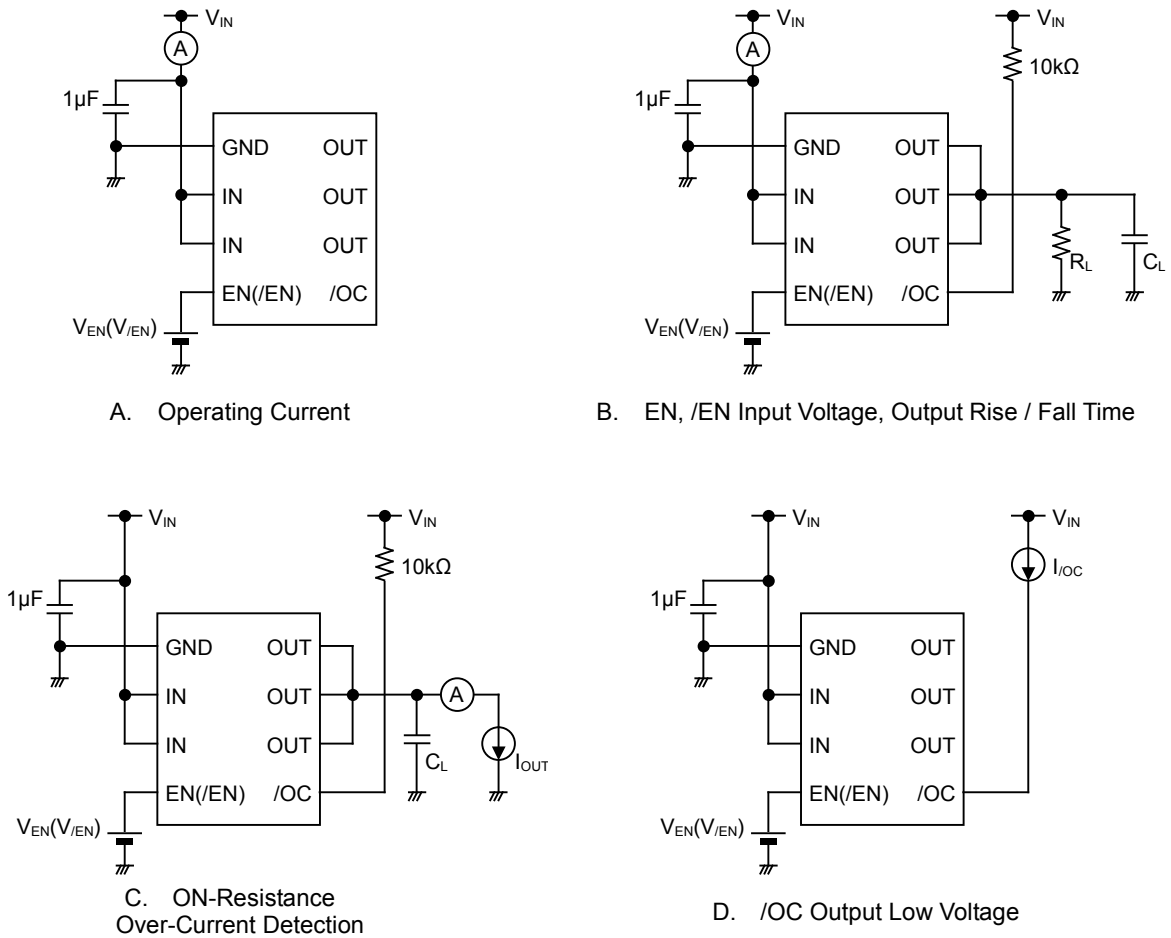 V_IN
A
1µF
GND OUT
IN OUT
IN OUT
EN(/EN) /OC
V_EN(V_/EN)
A. Operating Current
V_IN V_IN
A
10kΩ
1µF
GND OUT
IN OUT
IN OUT
R_L C_L
EN(/EN) /OC
V_EN(V_/EN)
B. EN, /EN Input Voltage, Output Rise / Fall Time
V_IN V_IN
10kΩ
1µF
GND OUT
IN OUT A
IN OUT
C_L I_OUT
EN(/EN) /OC
V_EN(V_/EN)
C. ON-Resistance
Over-Current Detection
V_IN V_IN
I_/OC
1µF
GND OUT
IN OUT
IN OUT
EN(/EN) /OC
V_EN(V_/EN)
D. /OC Output Low Voltage